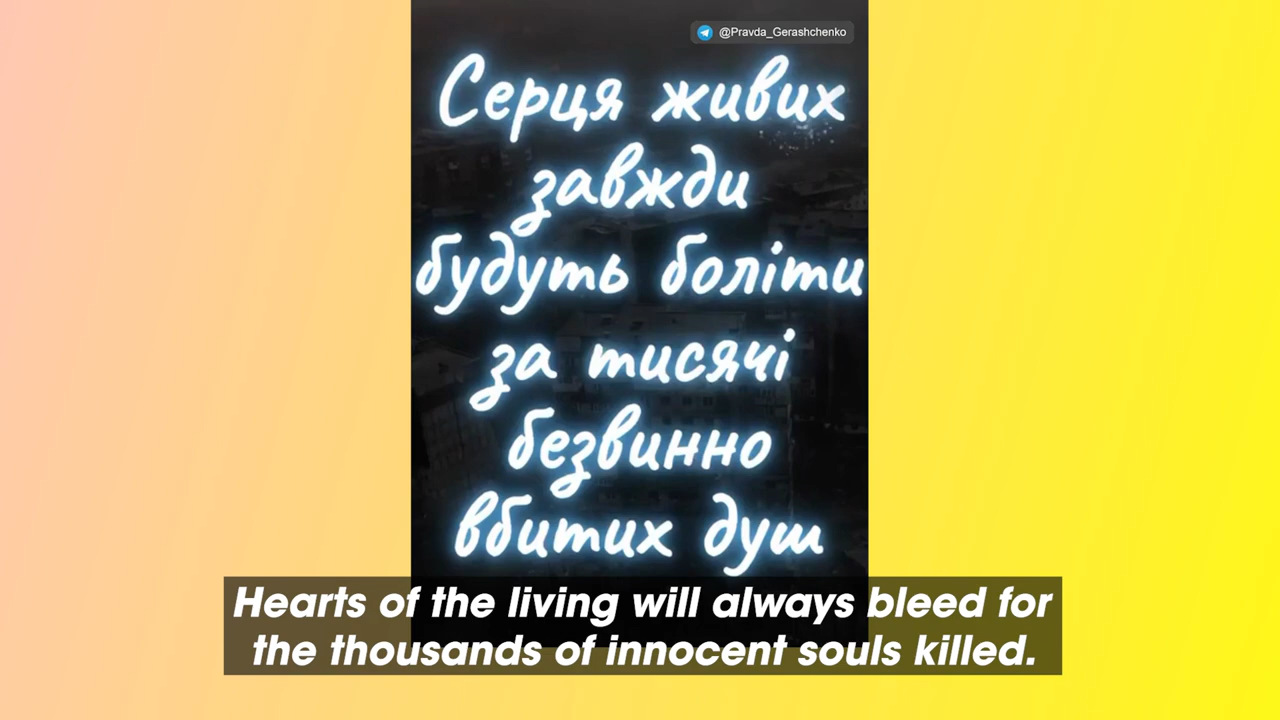 @Pravda_Gerashchenko
Серця живих
завжди
будуть боліти
за тисячі
безвинно
вбитих душ
Hearts of the living will always bleed for
the thousands of innocent souls killed.